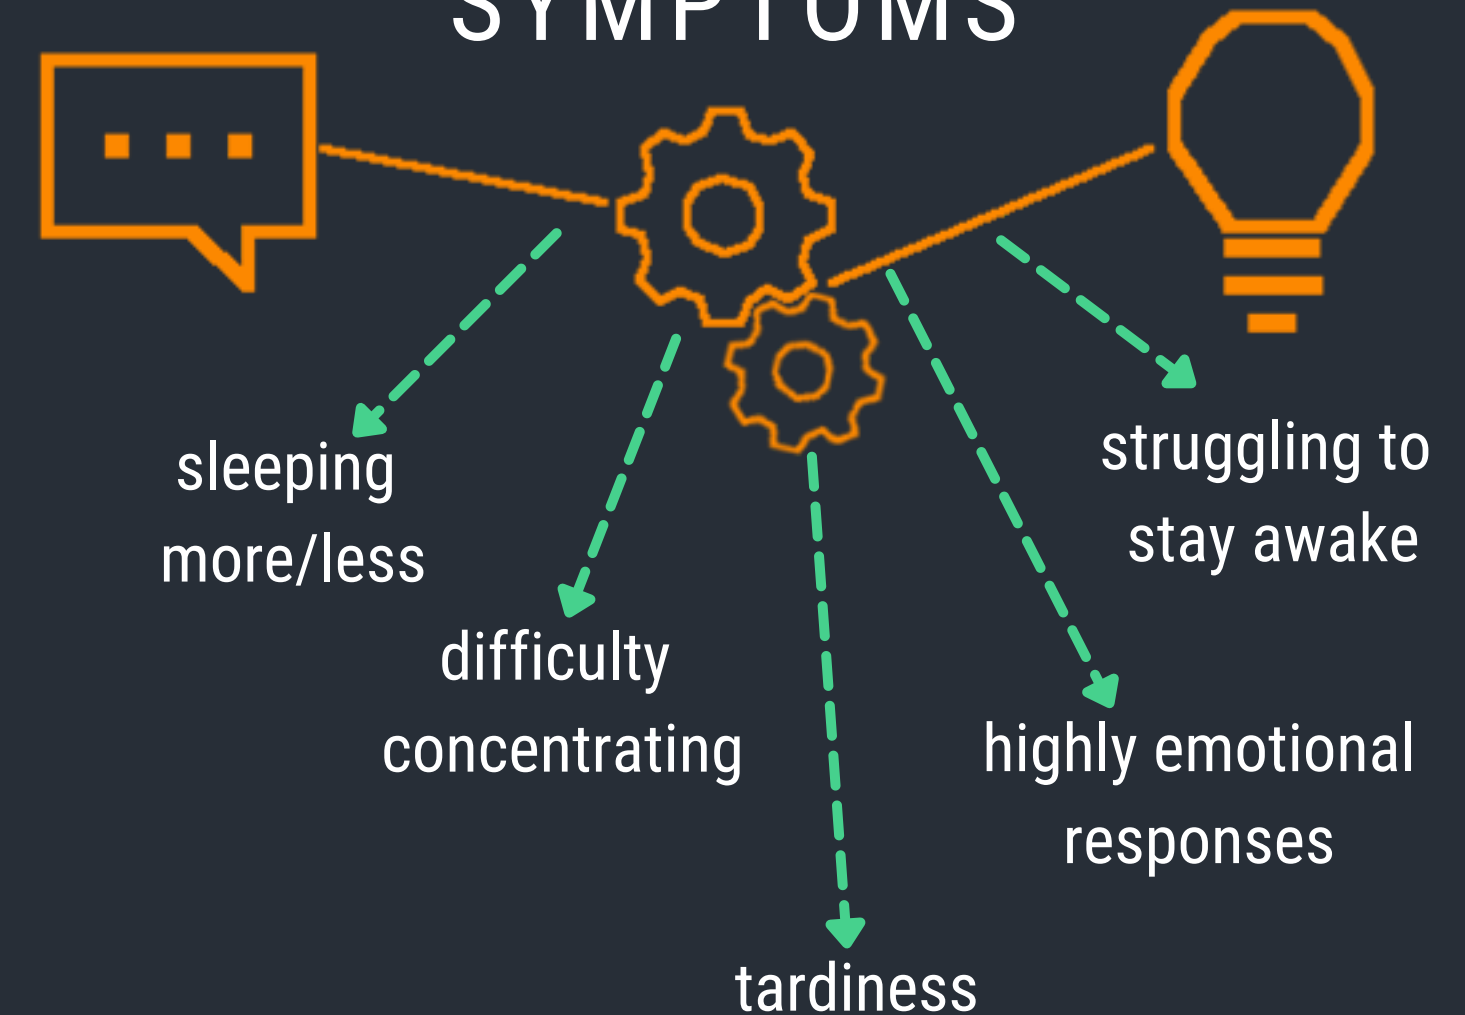 SYMPTOMS
sleeping
more/less
difficulty
concentrating
tardiness
highly emotional
responses
struggling to
stay awake